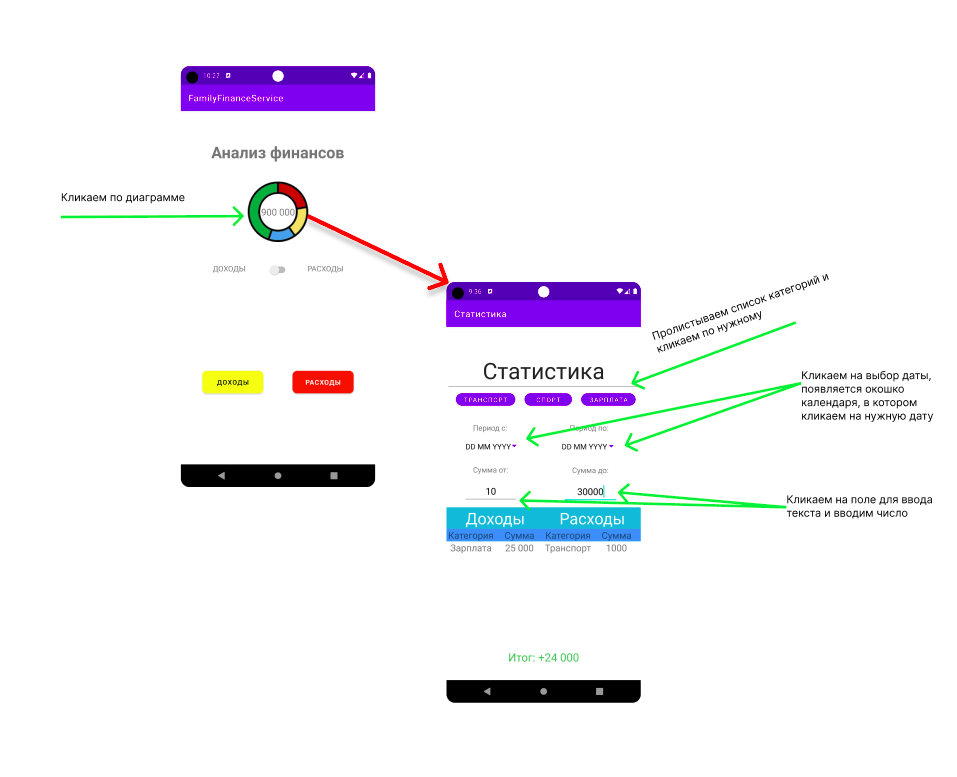 10:27
FamilyFinanceService
Анализ финансов
Кликаем по диаграмме
900 000
ДОХОДЫ РАСХОДЫ
ДОХОДЫ РАСХОДЫ
9:36
Статистика
Пролистываем список категорий и
кликаем по нужному
Статистика
ТРАНСПОРТ СПОРТ ЗАРПЛАТА
Кликаем на выбор даты,
появляется окошко
календаря, в котором
кликаем на нужную дату
Период с: Период по:
DD MM YYYY DD MM YYYY
Сумма от: Сумма до:
10 30000
Кликаем на поле для ввода
текста и вводим число
Доходы Расходы
Категория Сумма Категория Сумма
Зарплата 25 000 Транспорт 1000
Итог: +24 000